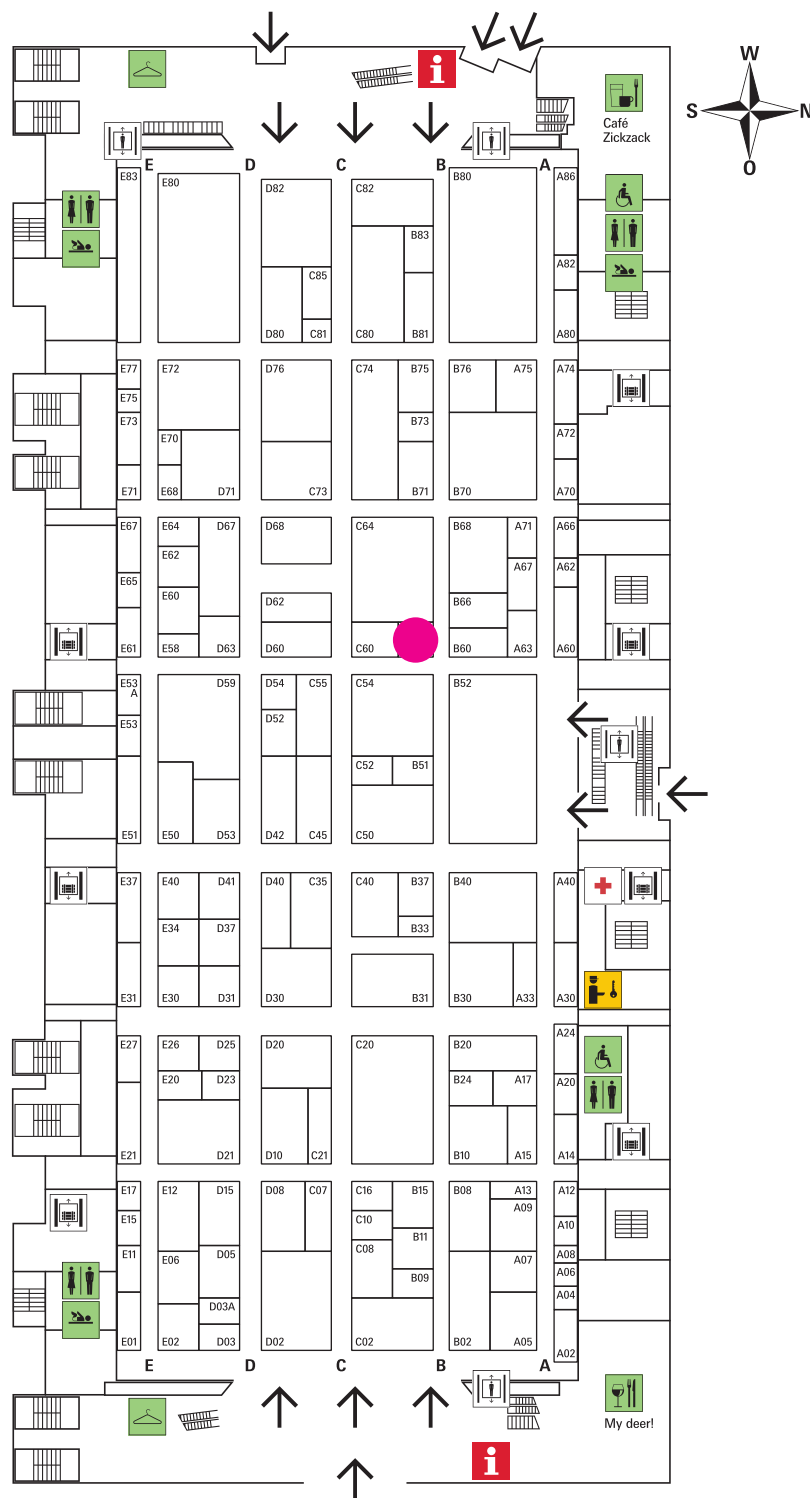 W
S N
O
Café
Zickzack
E D C B A
E83 E80 D82 C82 B80 A86
B83
C85 A82
D80 C81 C80 B81 A80
E77 E72 D76 C74 B75 B76 A75 A74
E75
E73 B73
E70 A72
E71 E68 D71 C73 B71 B70 A70
E67 E64 D67 D68 C64 B68 A71 A66
E62
E65 A67 A62
E60 D62 B66
E61 E58 D63 D60 C60 B60 A63 A60
E53
A
D59 D54 C55 C54 B52
E53 D52
C52 B51
E51 E50 D53 D42 C45 C50
E37 E40 D41 D40 C35 C40 B37 B40 A40
E34 D37 B33
E31 E30 D31 D30 B31 B30 A33 A30
E27 E26 D25 D20 C20 B20 A24
E20 D23 B24 A17 A20
E21 D21 D10 C21 B10 A15 A14
E17 E12 D15 D08 C07 C16 B15 B08 A13 A12
E15 C10 A09 A10
E11 E06 D05 C08 B11 A07 A08
B09 A06
D03A A04
E01 E02 D03 D02 C02 B02 A05 A02
E D C B A
My deer!
i
i